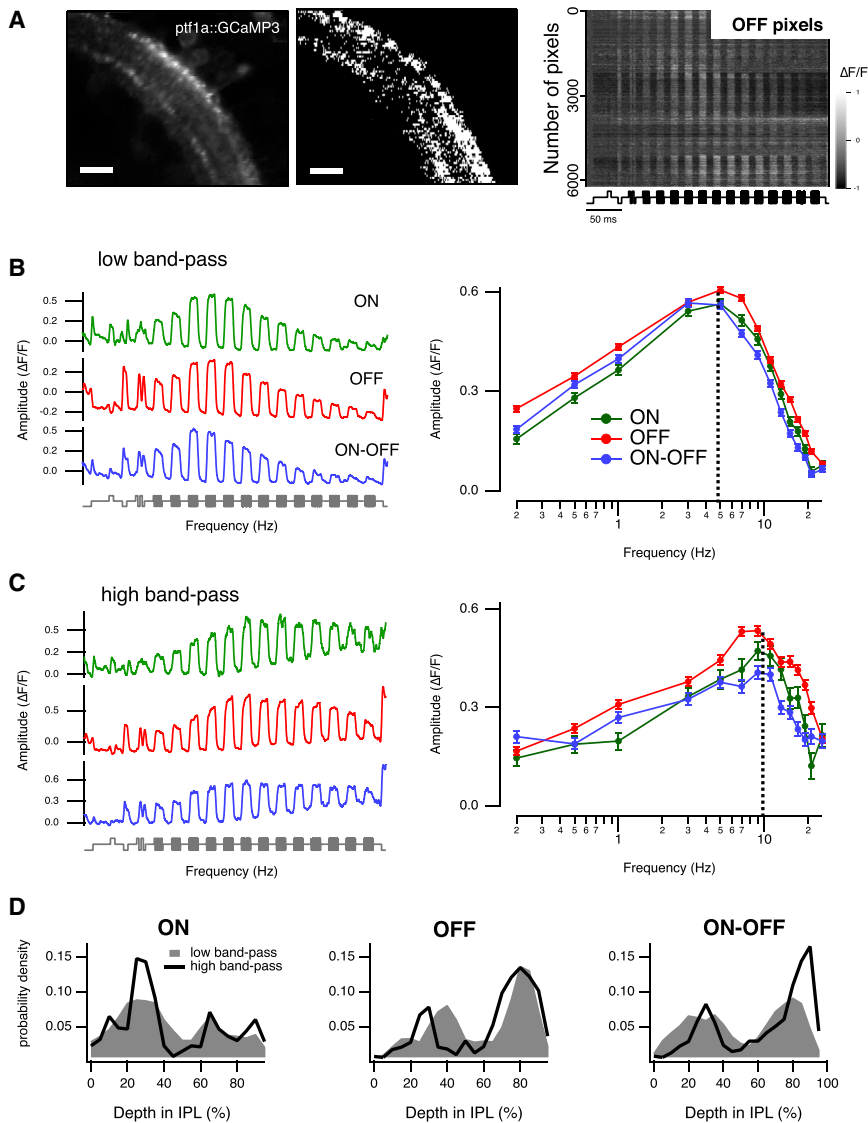 A
ptf1a::GCaMP3
OFF pixels
Number of pixels
0
3000
6000
ΔF/F
1
0
-1
50 ms
B
low band-pass
Amplitude (ΔF/F)
0.5
0.2
0.0
ON
0.2
0.0
-0.2
OFF
0.5
0.2
0.0
ON-OFF
Frequency (Hz)
Amplitude (ΔF/F)
0.6
0.3
0.0
ON
OFF
ON-OFF
2 3 4 5 6 7 1 2 3 4 5 6 7 10 2
Frequency (Hz)
C
high band-pass
Amplitude (ΔF/F)
0.5
0.2
0.0
0.5
0.0
0.6
0.3
0.0
Frequency (Hz)
Amplitude (ΔF/F)
0.6
0.3
0.0
2 3 4 5 6 7 1 2 3 4 5 6 7 10 2
Frequency (Hz)
D
ON
probability density
0.15
0.10
0.05
low band-pass
high band-pass
0 20 40 60 80
Depth in IPL (%)
OFF
0.15
0.10
0.05
0 20 40 60 80
Depth in IPL (%)
ON-OFF
0.15
0.10
0.05
0 20 40 60 80 100
Depth in IPL (%)